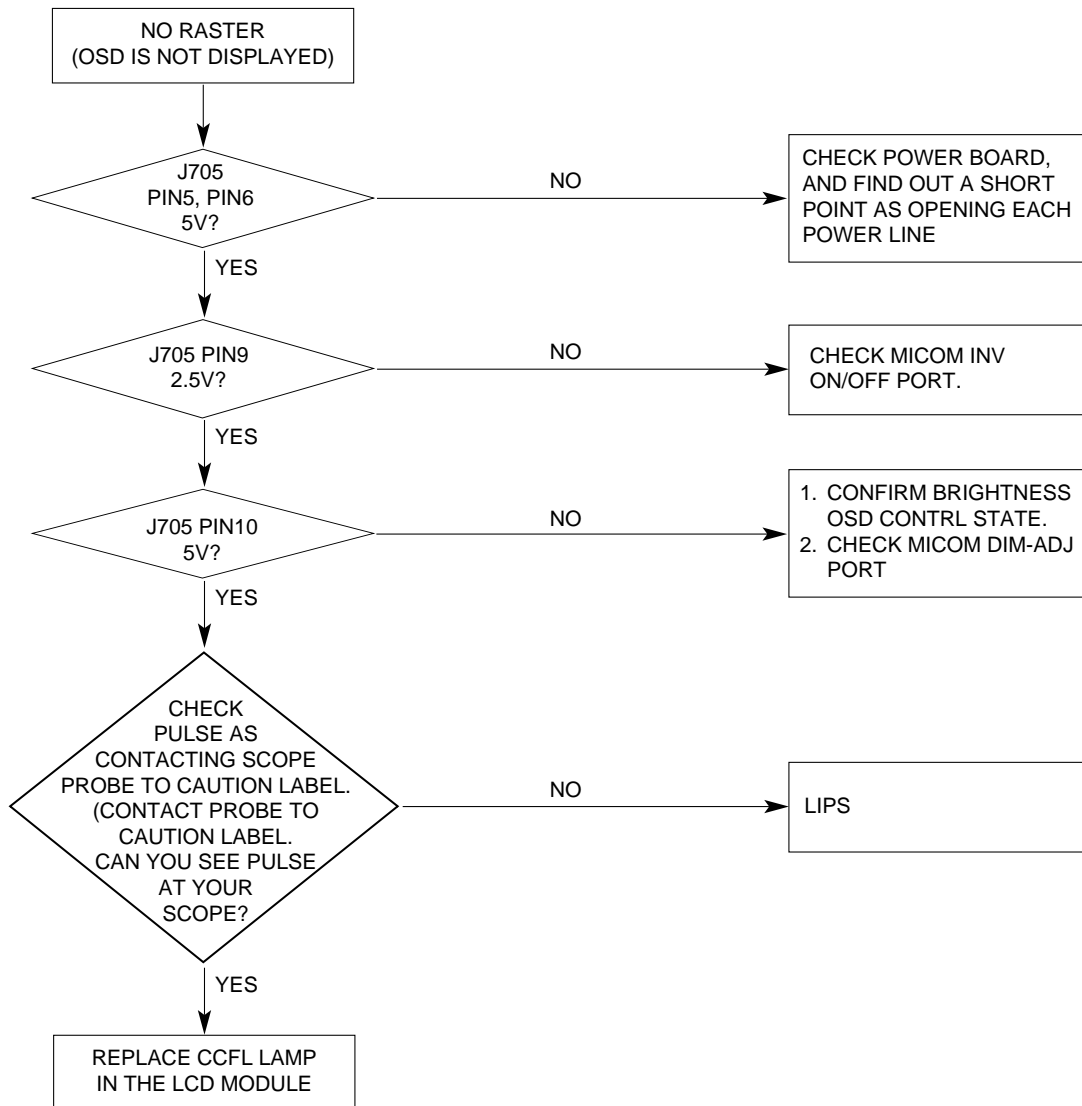 NO RASTER
(OSD IS NOT DISPLAYED)
J705
PIN5, PIN6
5V?
NO
CHECK POWER BOARD,
AND FIND OUT A SHORT
POINT AS OPENING EACH
POWER LINE
YES
J705 PIN9
2.5V?
NO
CHECK MICOM INV
ON/OFF PORT.
YES
J705 PIN10
5V?
NO
1. CONFIRM BRIGHTNESS
OSD CONTRL STATE.
2. CHECK MICOM DIM-ADJ
PORT
YES
CHECK
PULSE AS
CONTACTING SCOPE
PROBE TO CAUTION LABEL.
(CONTACT PROBE TO
CAUTION LABEL.
CAN YOU SEE PULSE
AT YOUR
SCOPE?
NO
LIPS
YES
REPLACE CCFL LAMP
IN THE LCD MODULE